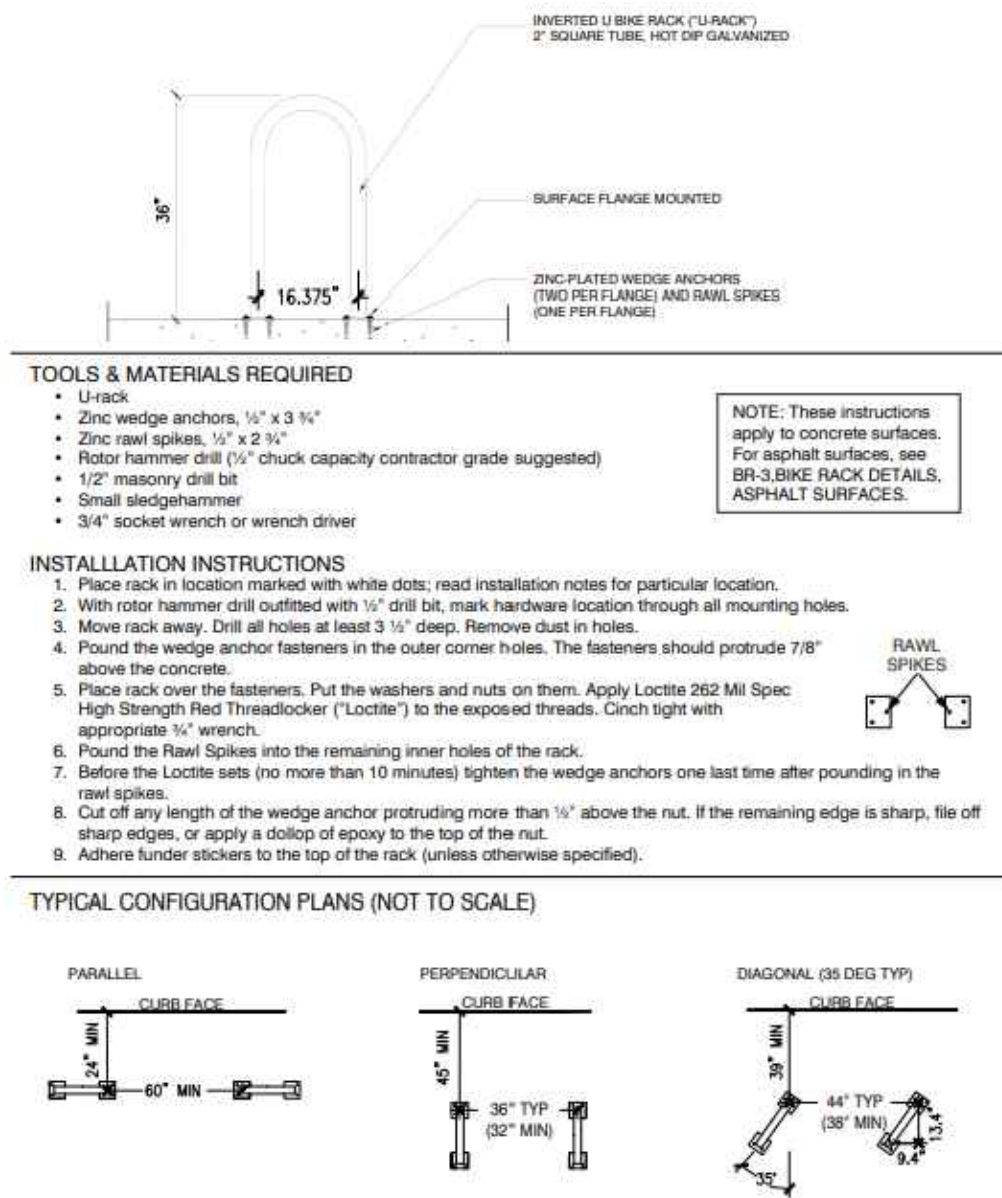 INVERTED U BIKE RACK ("U-RACK")
2" SQUARE TUBE, HOT DIP GALVANIZED
36"
SURFACE FLANGE MOUNTED
16.375"
ZINC-PLATED WEDGE ANCHORS
(TWO PER FLANGE) AND RAWL SPIKES
(ONE PER FLANGE)
TOOLS & MATERIALS REQUIRED
• U-rack
• Zinc wedge anchors, ½" x 3 ¾"
• Zinc rawl spikes, ½" x 2 ¾"
• Rotor hammer drill (½" chuck capacity contractor grade suggested)
• 1/2" masonry drill bit
• Small sledgehammer
• 3/4" socket wrench or wrench driver
NOTE: These instructions
apply to concrete surfaces.
For asphalt surfaces, see
BR-3,BIKE RACK DETAILS,
ASPHALT SURFACES.
INSTALLLATION INSTRUCTIONS
1. Place rack in location marked with white dots; read installation notes for particular location.
2. With rotor hammer drill outfitted with ½" drill bit, mark hardware location through all mounting holes.
3. Move rack away. Drill all holes at least 3 ½" deep. Remove dust in holes.
4. Pound the wedge anchor fasteners in the outer corner holes. The fasteners should protrude 7/8"
above the concrete.
5. Place rack over the fasteners. Put the washers and nuts on them. Apply Loctite 262 Mil Spec
High Strength Red Threadlocker ("Loctite") to the exposed threads. Cinch tight with
appropriate ¾" wrench.
6. Pound the Rawl Spikes into the remaining inner holes of the rack.
7. Before the Loctite sets (no more than 10 minutes) tighten the wedge anchors one last time after pounding in the
rawl spikes.
8. Cut off any length of the wedge anchor protruding more than ½" above the nut. If the remaining edge is sharp, file off
sharp edges, or apply a dollop of epoxy to the top of the nut.
9. Adhere funder stickers to the top of the rack (unless otherwise specified).
RAWL
SPIKES
TYPICAL CONFIGURATION PLANS (NOT TO SCALE)
PARALLEL
CURB FACE
24" MIN
60" MIN
PERPENDICULAR
CURB FACE
45" MIN
36" TYP
(32" MIN)
DIAGONAL (35 DEG TYP)
CURB FACE
39" MIN
44" TYP
(38" MIN)
13.4"
9.4"
35°